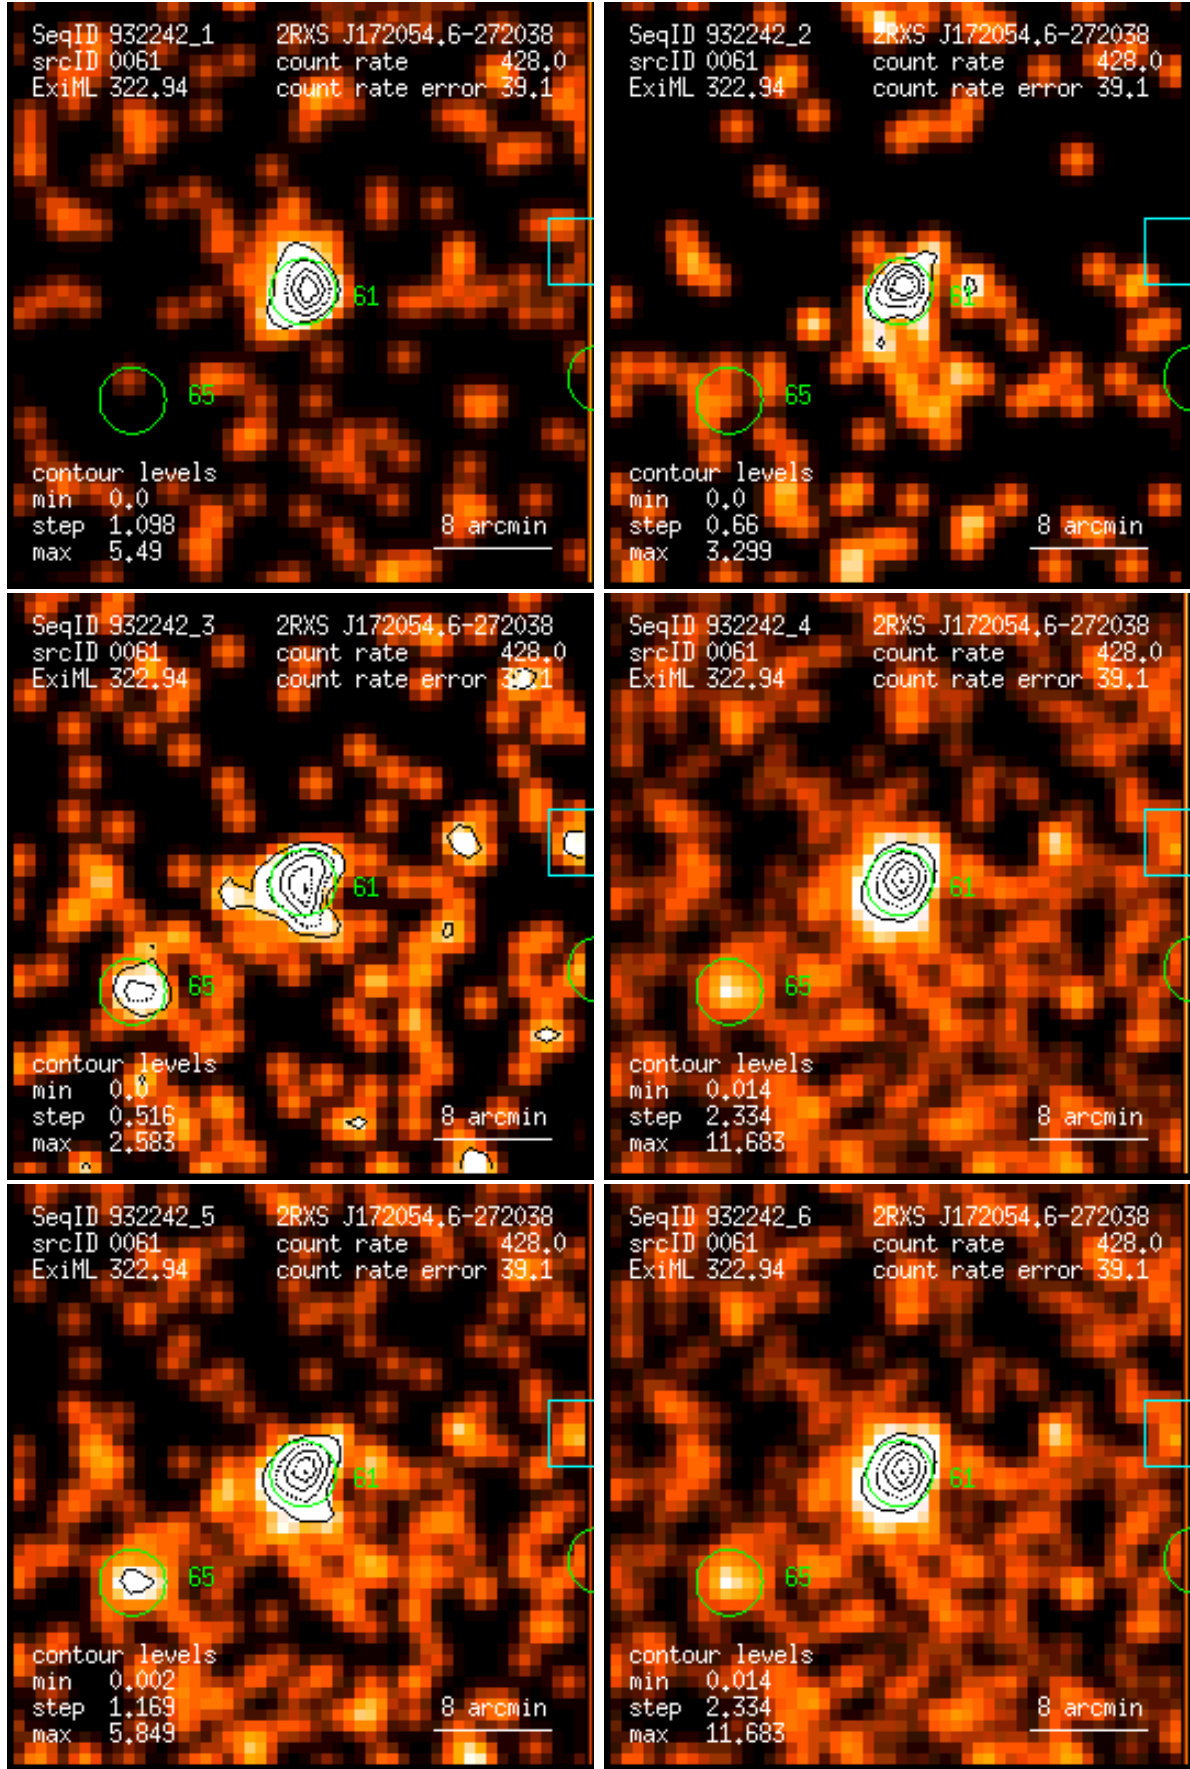 SeqID 932242_1 2RXS J172054.6-272038
srcID 0061 count rate 428.0
ExiML 322.94 count rate error 39.1
61
65
contour levels
min 0.0
step 1.098 8 arcmin
max 5.49
SeqID 932242_2 2RXS J172054.6-272038
srcID 0061 count rate 428.0
ExiML 322.94 count rate error 39.1
61
65
contour levels
min 0.0
step 0.66 8 arcmin
max 3.299
SeqID 932242_3 2RXS J172054.6-272038
srcID 0061 count rate 428.0
ExiML 322.94 count rate error 39.1
61
65
contour levels
min 0.0
step 0.516 8 arcmin
max 2.583
SeqID 932242_4 2RXS J172054.6-272038
srcID 0061 count rate 428.0
ExiML 322.94 count rate error 39.1
61
65
contour levels
min 0.014
step 2.334 8 arcmin
max 11.683
SeqID 932242_5 2RXS J172054.6-272038
srcID 0061 count rate 428.0
ExiML 322.94 count rate error 39.1
61
65
contour levels
min 0.002
step 1.169 8 arcmin
max 5.849
SeqID 932242_6 2RXS J172054.6-272038
srcID 0061 count rate 428.0
ExiML 322.94 count rate error 39.1
61
65
contour levels
min 0.014
step 2.334 8 arcmin
max 11.683